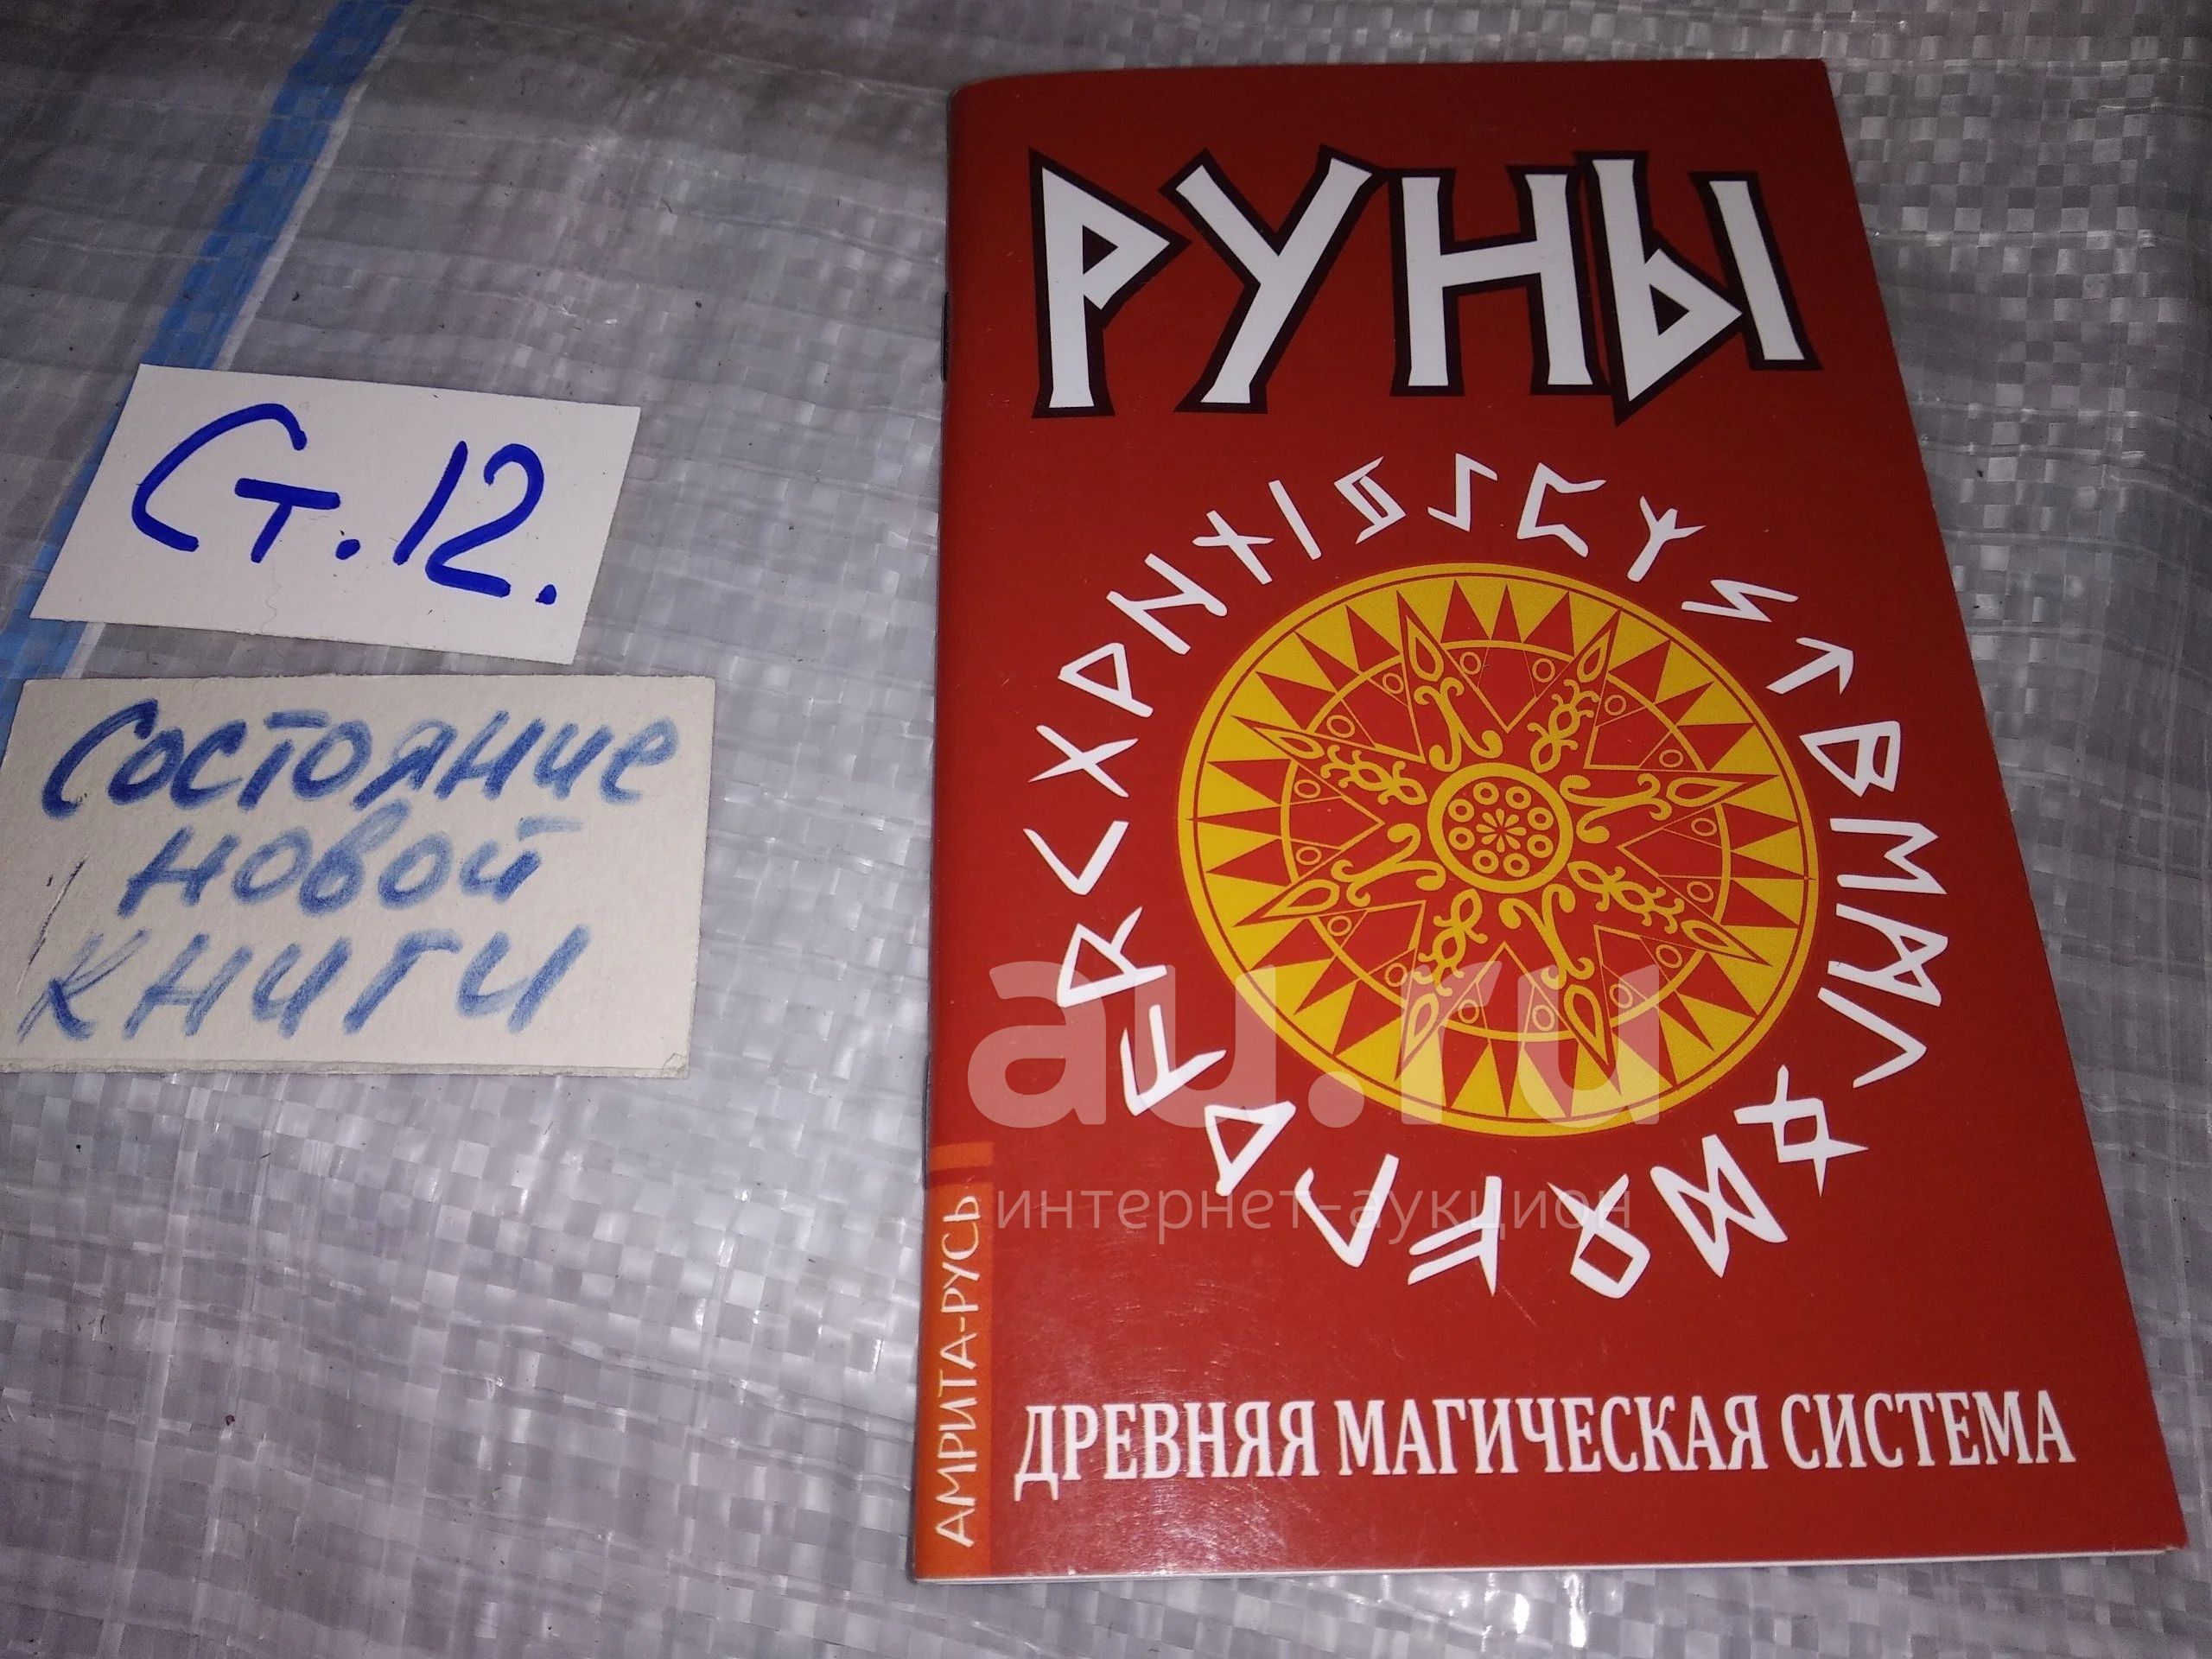 РУНЫ
Ст.12.
Состояние
новой
книги
au.ru
интернет-аукцион
АМРИТА-РУСЬ
ДРЕВНЯЯ МАГИЧЕСКАЯ СИСТЕМА